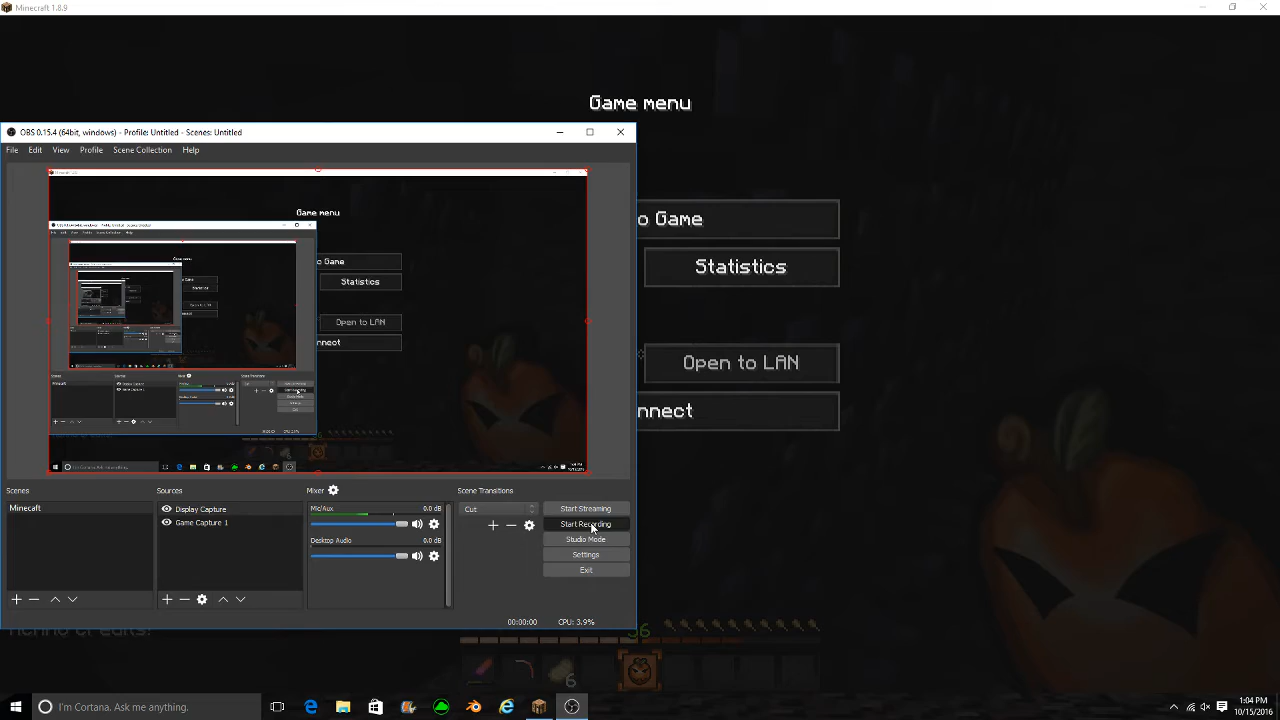 Minecraft 1.8.9
Game menu
OBS 0.15.4 (64bit, windows) - Profile: Untitled - Scenes: Untitled
File Edit View Profile Scene Collection Help
Game menu
o Game
Statistics
Open to LAN
nnect
o Game
Statistics
Open to LAN
nnect
Scenes
Sources
Mixer
Scene Transitions
Minecaft
Display Capture
Game Capture 1
Mic/Aux 0.0 dB
Desktop Audio 0.0 dB
Cut
Start Streaming
Start Recording
Studio Mode
Settings
Exit
00:00:00 CPU: 3.9%
56
6
I'm Cortana. Ask me anything.
1:04 PM
10/15/2016